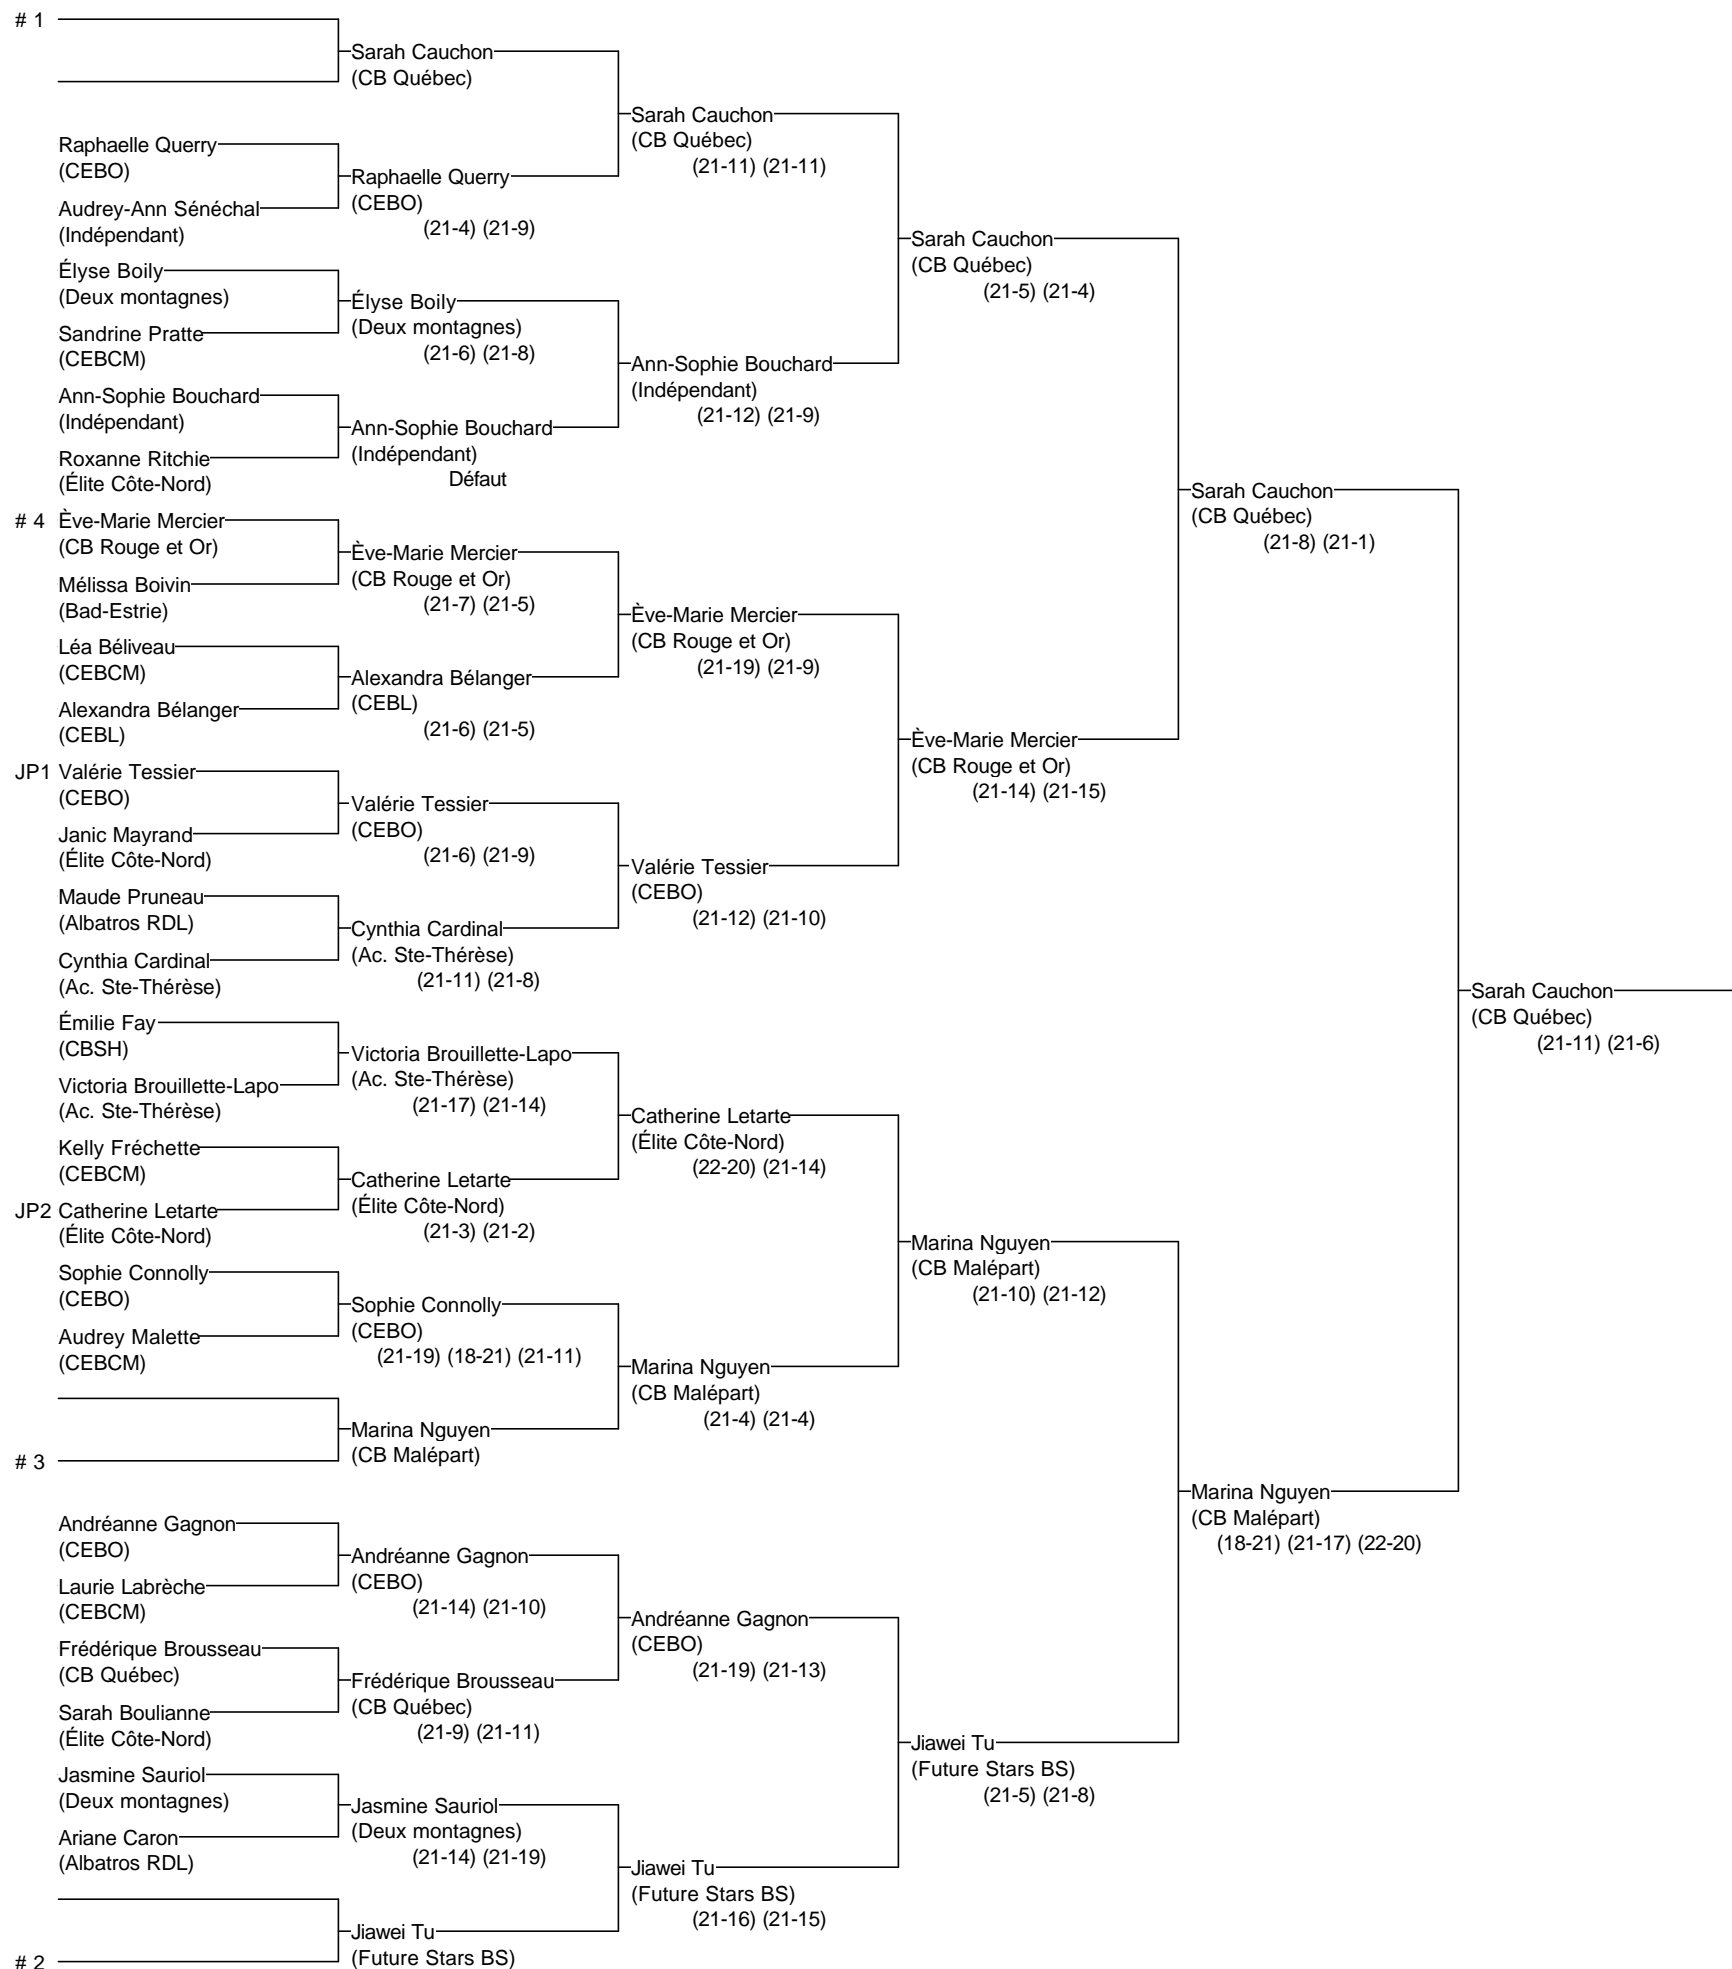 # 1
Sarah Cauchon
(CB Québec)
Sarah Cauchon
(CB Québec)
(21-11) (21-11)
Raphaelle Querry
(CEBO)
Raphaelle Querry
(CEBO)
(21-4) (21-9)
Audrey-Ann Sénéchal
(Indépendant)
Sarah Cauchon
(CB Québec)
(21-5) (21-4)
Élyse Boily
(Deux montagnes)
Élyse Boily
(Deux montagnes)
(21-6) (21-8)
Sandrine Pratte
(CEBCM)
Ann-Sophie Bouchard
(Indépendant)
(21-12) (21-9)
Ann-Sophie Bouchard
(Indépendant)
Ann-Sophie Bouchard
(Indépendant)
Défaut
Roxanne Ritchie
(Élite Côte-Nord)
Sarah Cauchon
(CB Québec)
(21-8) (21-1)
# 4 Ève-Marie Mercier
(CB Rouge et Or)
Ève-Marie Mercier
(CB Rouge et Or)
(21-7) (21-5)
Mélissa Boivin
(Bad-Estrie)
Ève-Marie Mercier
(CB Rouge et Or)
(21-19) (21-9)
Léa Béliveau
(CEBCM)
Alexandra Bélanger
(CEBL)
(21-6) (21-5)
Alexandra Bélanger
(CEBL)
Ève-Marie Mercier
(CB Rouge et Or)
(21-14) (21-15)
JP1 Valérie Tessier
(CEBO)
Valérie Tessier
(CEBO)
(21-6) (21-9)
Janic Mayrand
(Élite Côte-Nord)
Valérie Tessier
(CEBO)
(21-12) (21-10)
Maude Pruneau
(Albatros RDL)
Cynthia Cardinal
(Ac. Ste-Thérèse)
(21-11) (21-8)
Cynthia Cardinal
(Ac. Ste-Thérèse)
Sarah Cauchon
(CB Québec)
(21-11) (21-6)
Émilie Fay
(CBSH)
Victoria Brouillette-Lapo
(Ac. Ste-Thérèse)
(21-17) (21-14)
Victoria Brouillette-Lapo
(Ac. Ste-Thérèse)
Catherine Letarte
(Élite Côte-Nord)
(22-20) (21-14)
Kelly Fréchette
(CEBCM)
Catherine Letarte
(Élite Côte-Nord)
(21-3) (21-2)
JP2 Catherine Letarte
(Élite Côte-Nord)
Marina Nguyen
(CB Malépart)
(21-10) (21-12)
Sophie Connolly
(CEBO)
Sophie Connolly
(CEBO)
(21-19) (18-21) (21-11)
Audrey Malette
(CEBCM)
Marina Nguyen
(CB Malépart)
(21-4) (21-4)
Marina Nguyen
(CB Malépart)
# 3
Marina Nguyen
(CB Malépart)
(18-21) (21-17) (22-20)
Andréanne Gagnon
(CEBO)
Andréanne Gagnon
(CEBO)
(21-14) (21-10)
Laurie Labrèche
(CEBCM)
Andréanne Gagnon
(CEBO)
(21-19) (21-13)
Frédérique Brousseau
(CB Québec)
Frédérique Brousseau
(CB Québec)
(21-9) (21-11)
Sarah Boulianne
(Élite Côte-Nord)
Jiawei Tu
(Future Stars BS)
(21-5) (21-8)
Jasmine Sauriol
(Deux montagnes)
Jasmine Sauriol
(Deux montagnes)
(21-14) (21-19)
Ariane Caron
(Albatros RDL)
Jiawei Tu
(Future Stars BS)
(21-16) (21-15)
Jiawei Tu
(Future Stars BS)
# 2